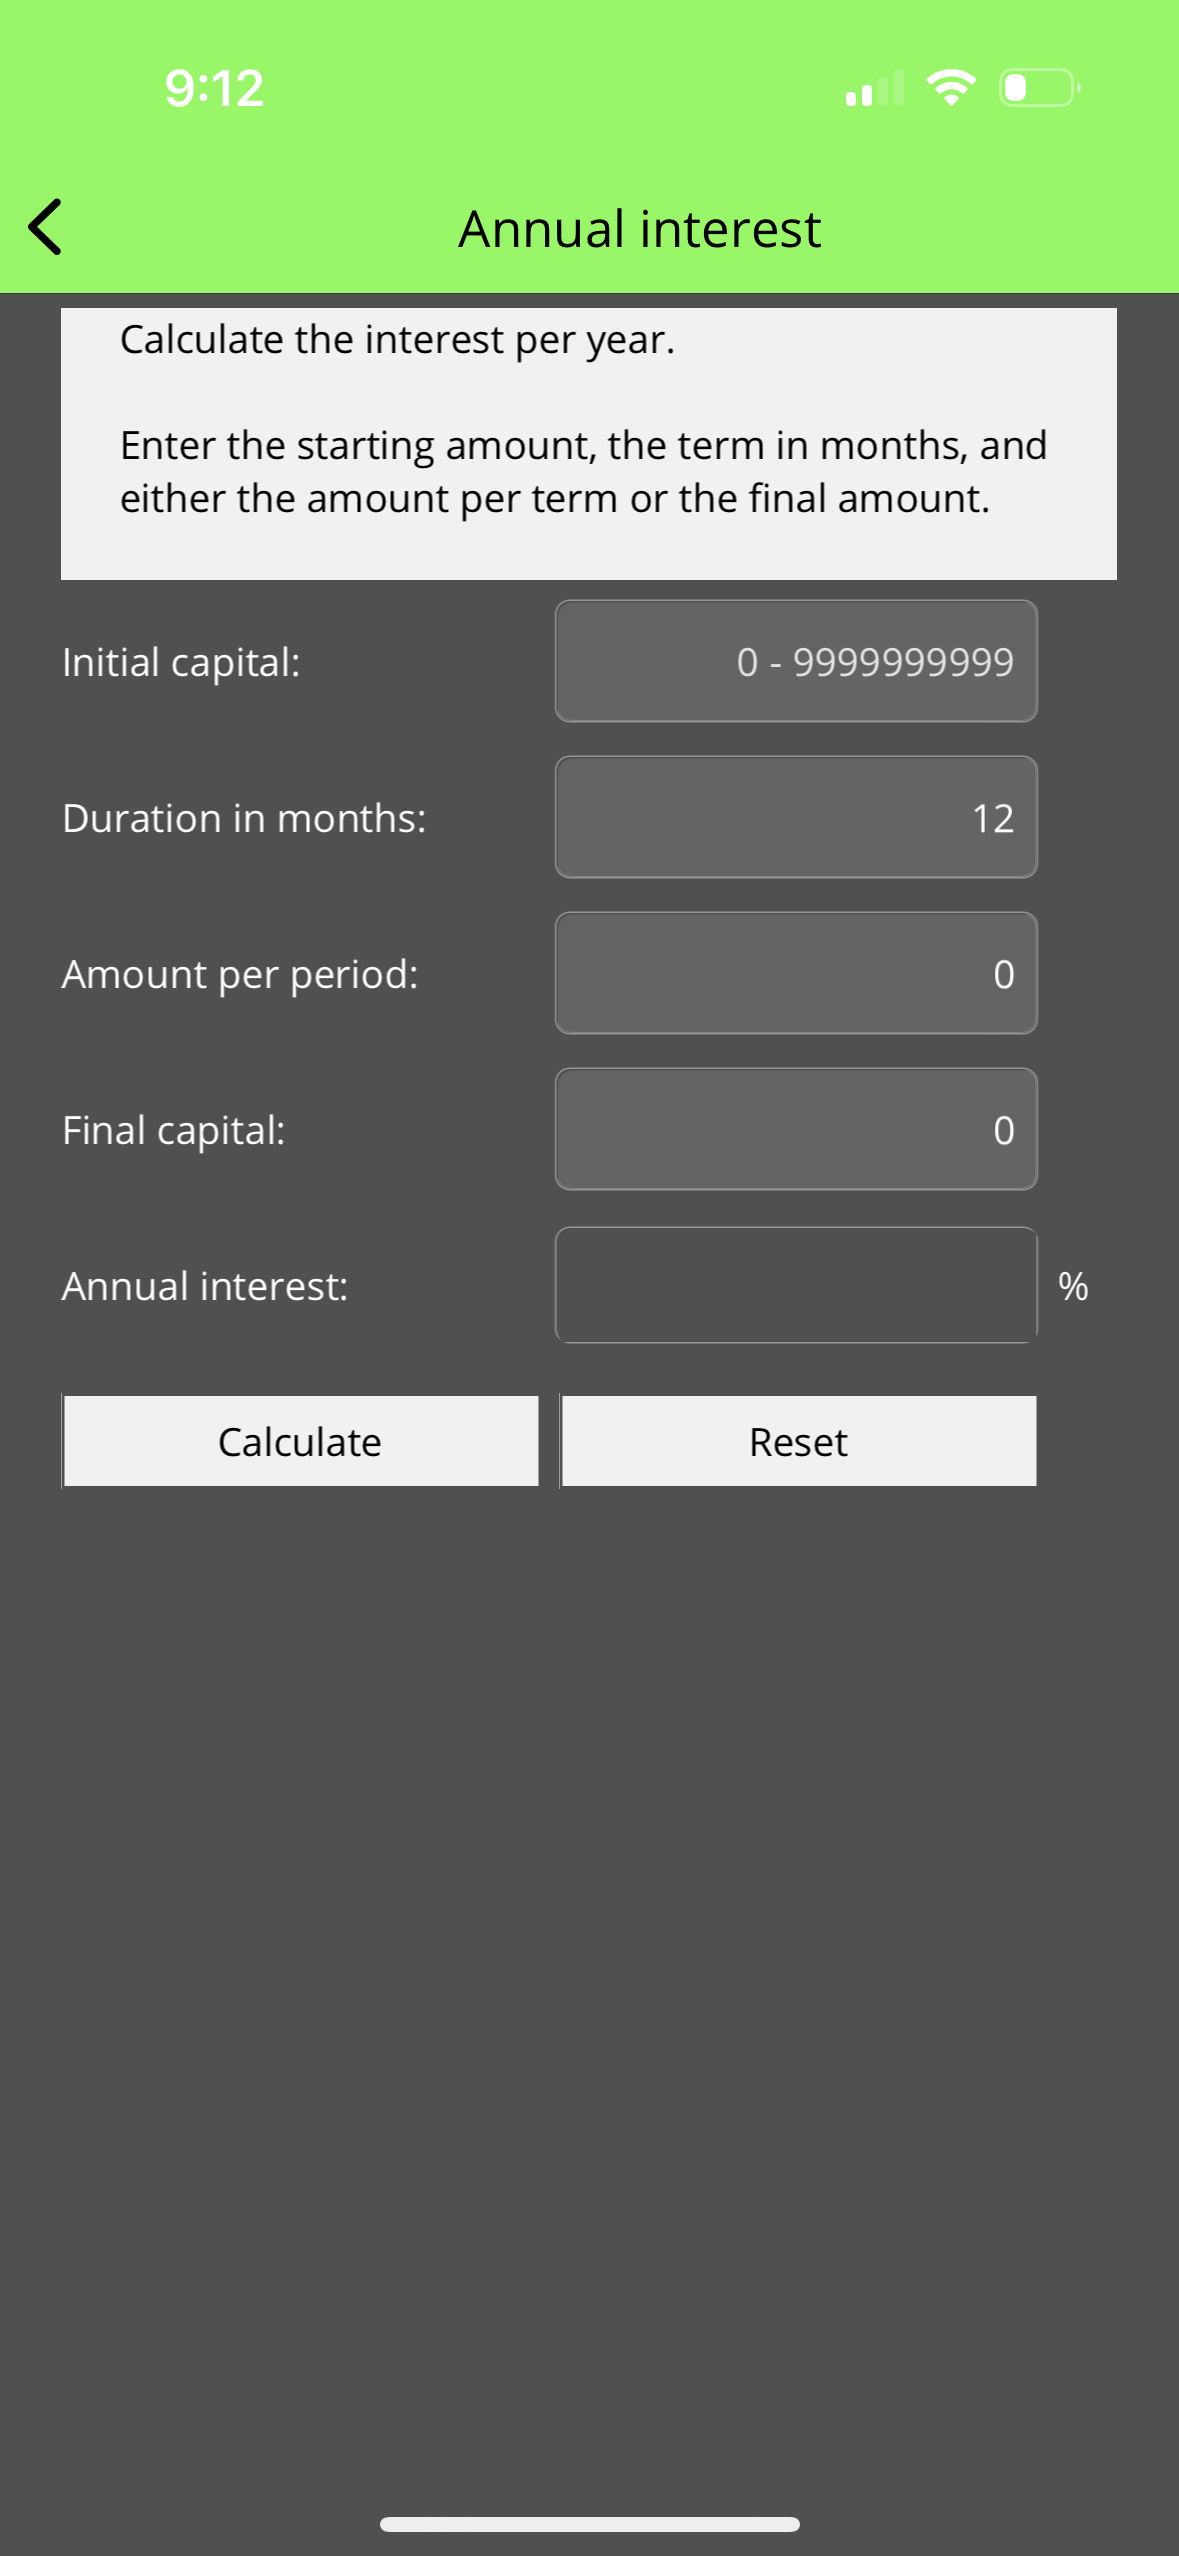 9:12
Annual interest
Calculate the interest per year.
Enter the starting amount, the term in months, and
either the amount per term or the final amount.
Initial capital: 0 - 9999999999
Duration in months: 12
Amount per period: 0
Final capital: 0
Annual interest: %
Calculate Reset